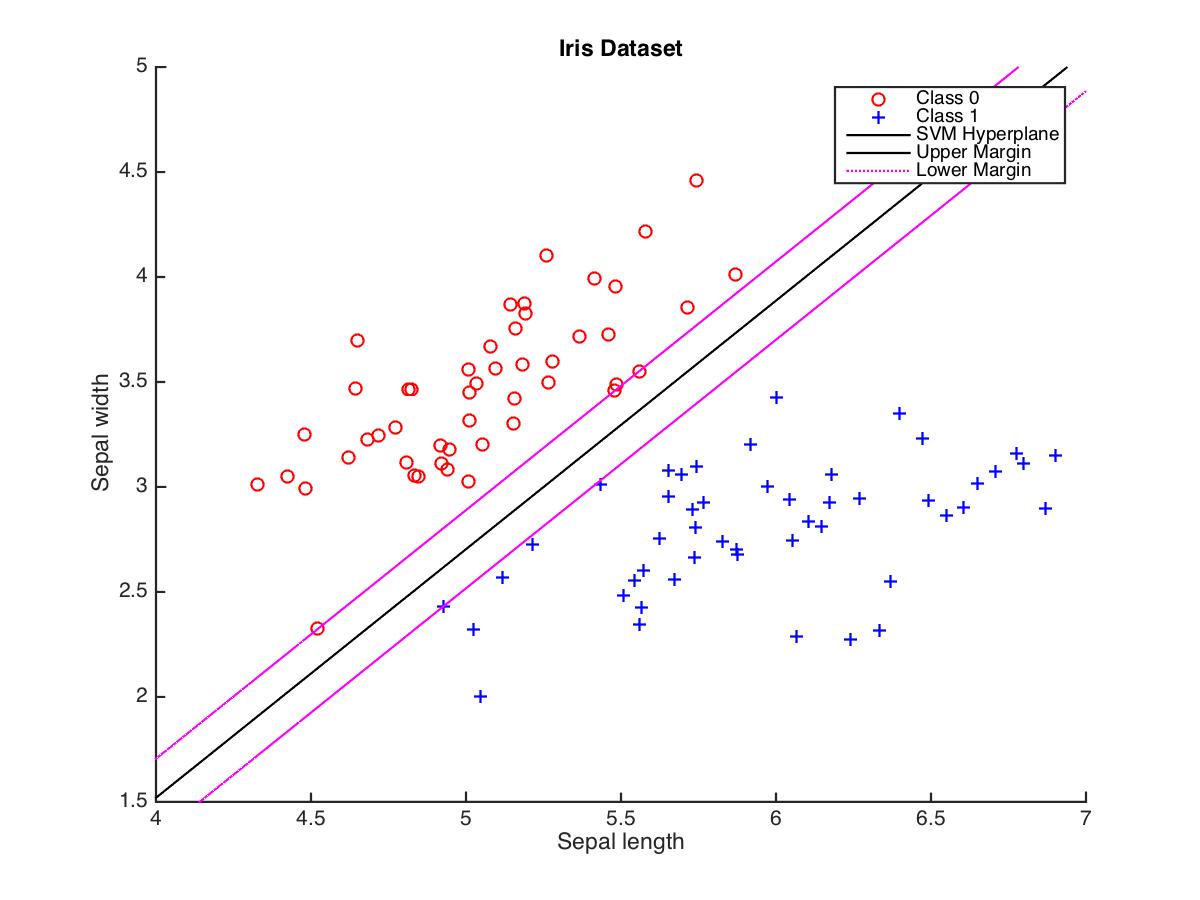 Iris Dataset
Class 0
Class 1
SVM Hyperplane
Upper Margin
Lower Margin
5
4.5
4
3.5
3
2.5
2
1.5
Sepal width
4
4.5
5
5.5
6
6.5
7
Sepal length